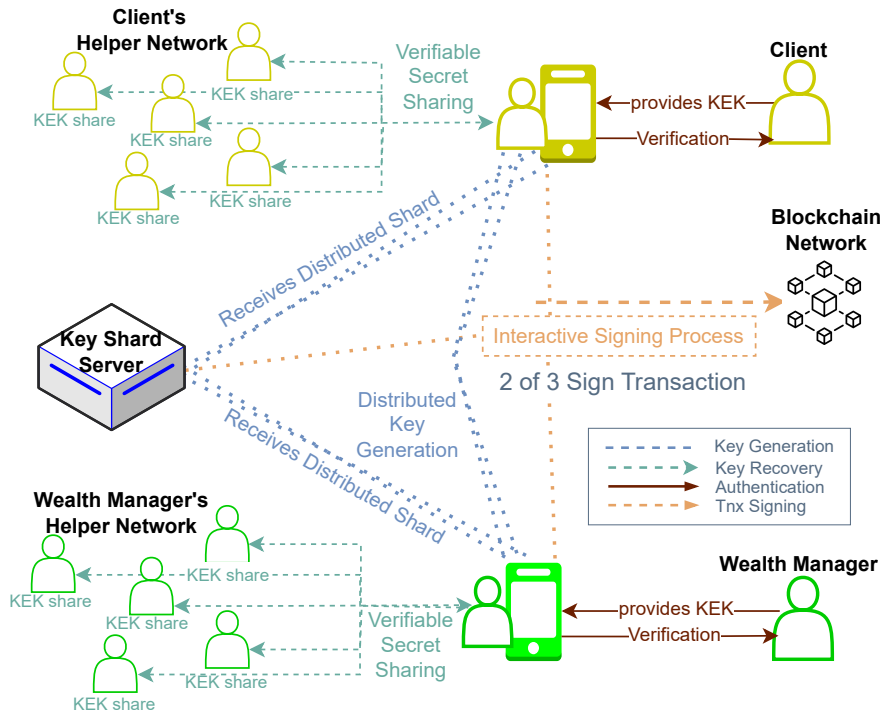 Client's
Helper Network
KEK share
KEK share
KEK share
KEK share
KEK share
Verifiable
Secret
Sharing
Client
provides KEK
Verification
Blockchain
Network
Receives Distributed Shard
Key Shard
Server
Interactive Signing Process
2 of 3 Sign Transaction
Distributed
Key
Generation
Receives Distributed Shard
Key Generation
Key Recovery
Authentication
Tnx Signing
Wealth Manager's
Helper Network
KEK share
KEK share
KEK share
KEK share
KEK share
Verifiable
Secret
Sharing
Wealth Manager
provides KEK
Verification